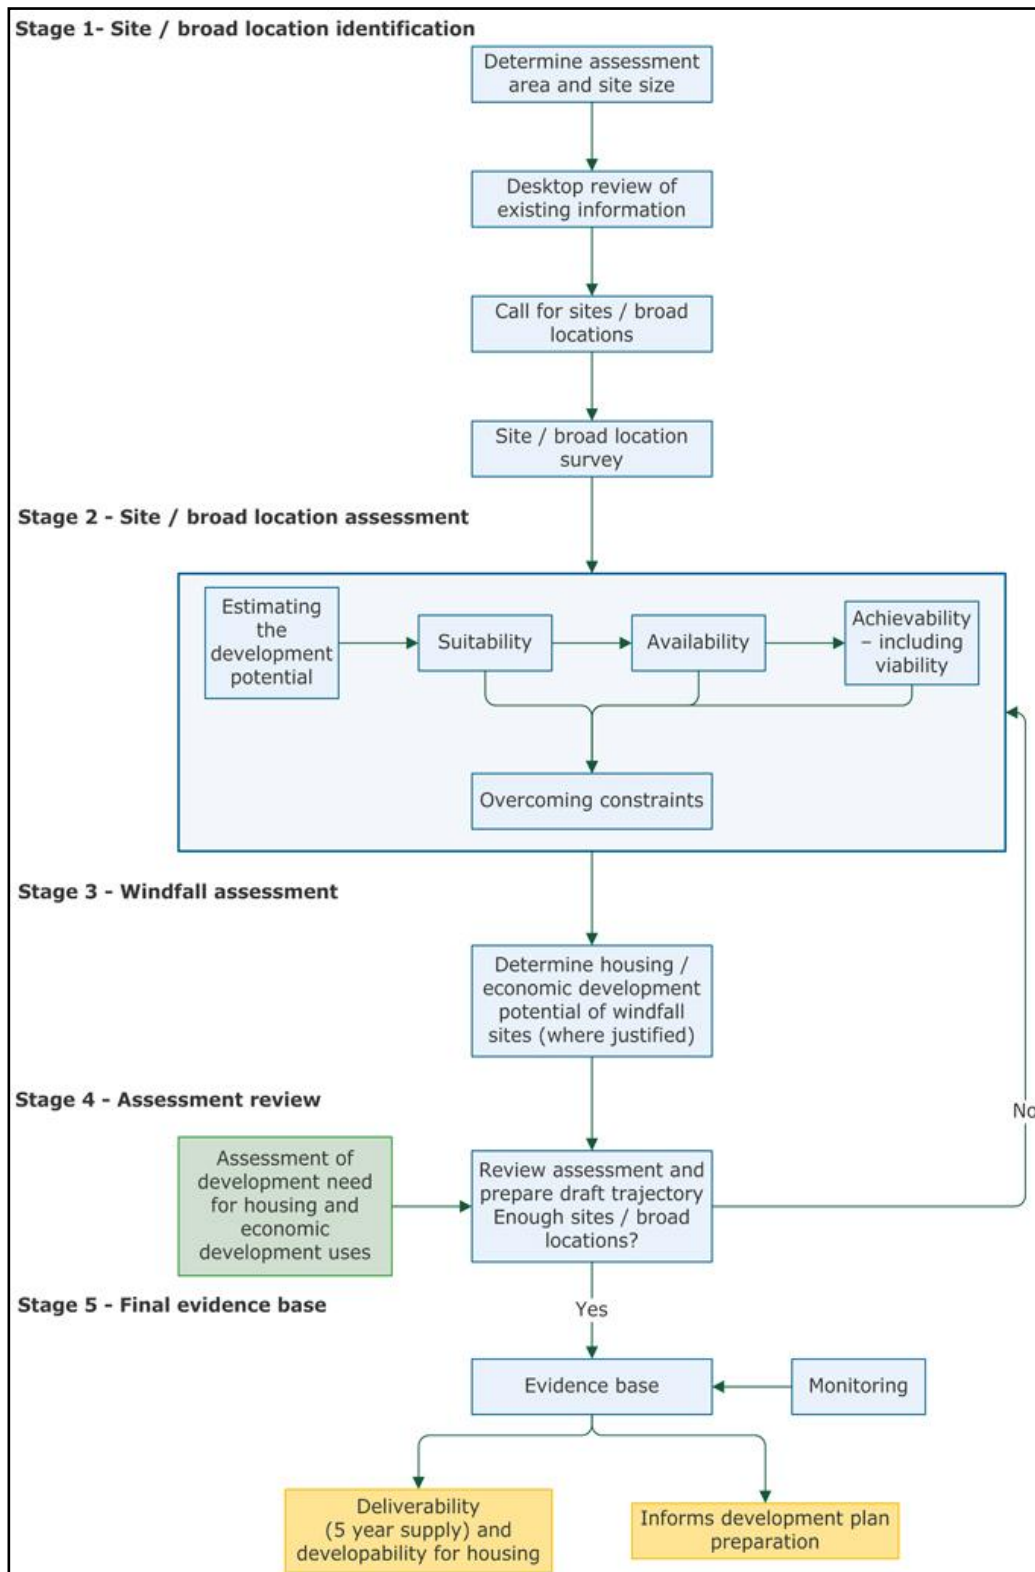 Stage 1- Site / broad location identification
Determine assessment
area and site size
Desktop review of
existing information
Call for sites / broad
locations
Site / broad location
survey
Stage 2 - Site / broad location assessment
Estimating
the
development
potential
Suitability
Availability
Achievability
– including
viability
Overcoming constraints
Stage 3 - Windfall assessment
Determine housing /
economic development
potential of windfall
sites (where justified)
Stage 4 - Assessment review
No
Assessment of
development need
for housing and
economic
development uses
Review assessment and
prepare draft trajectory
Enough sites / broad
locations?
Stage 5 - Final evidence base
Yes
Evidence base
Monitoring
Deliverability
(5 year supply) and
developability for housing
Informs development plan
preparation